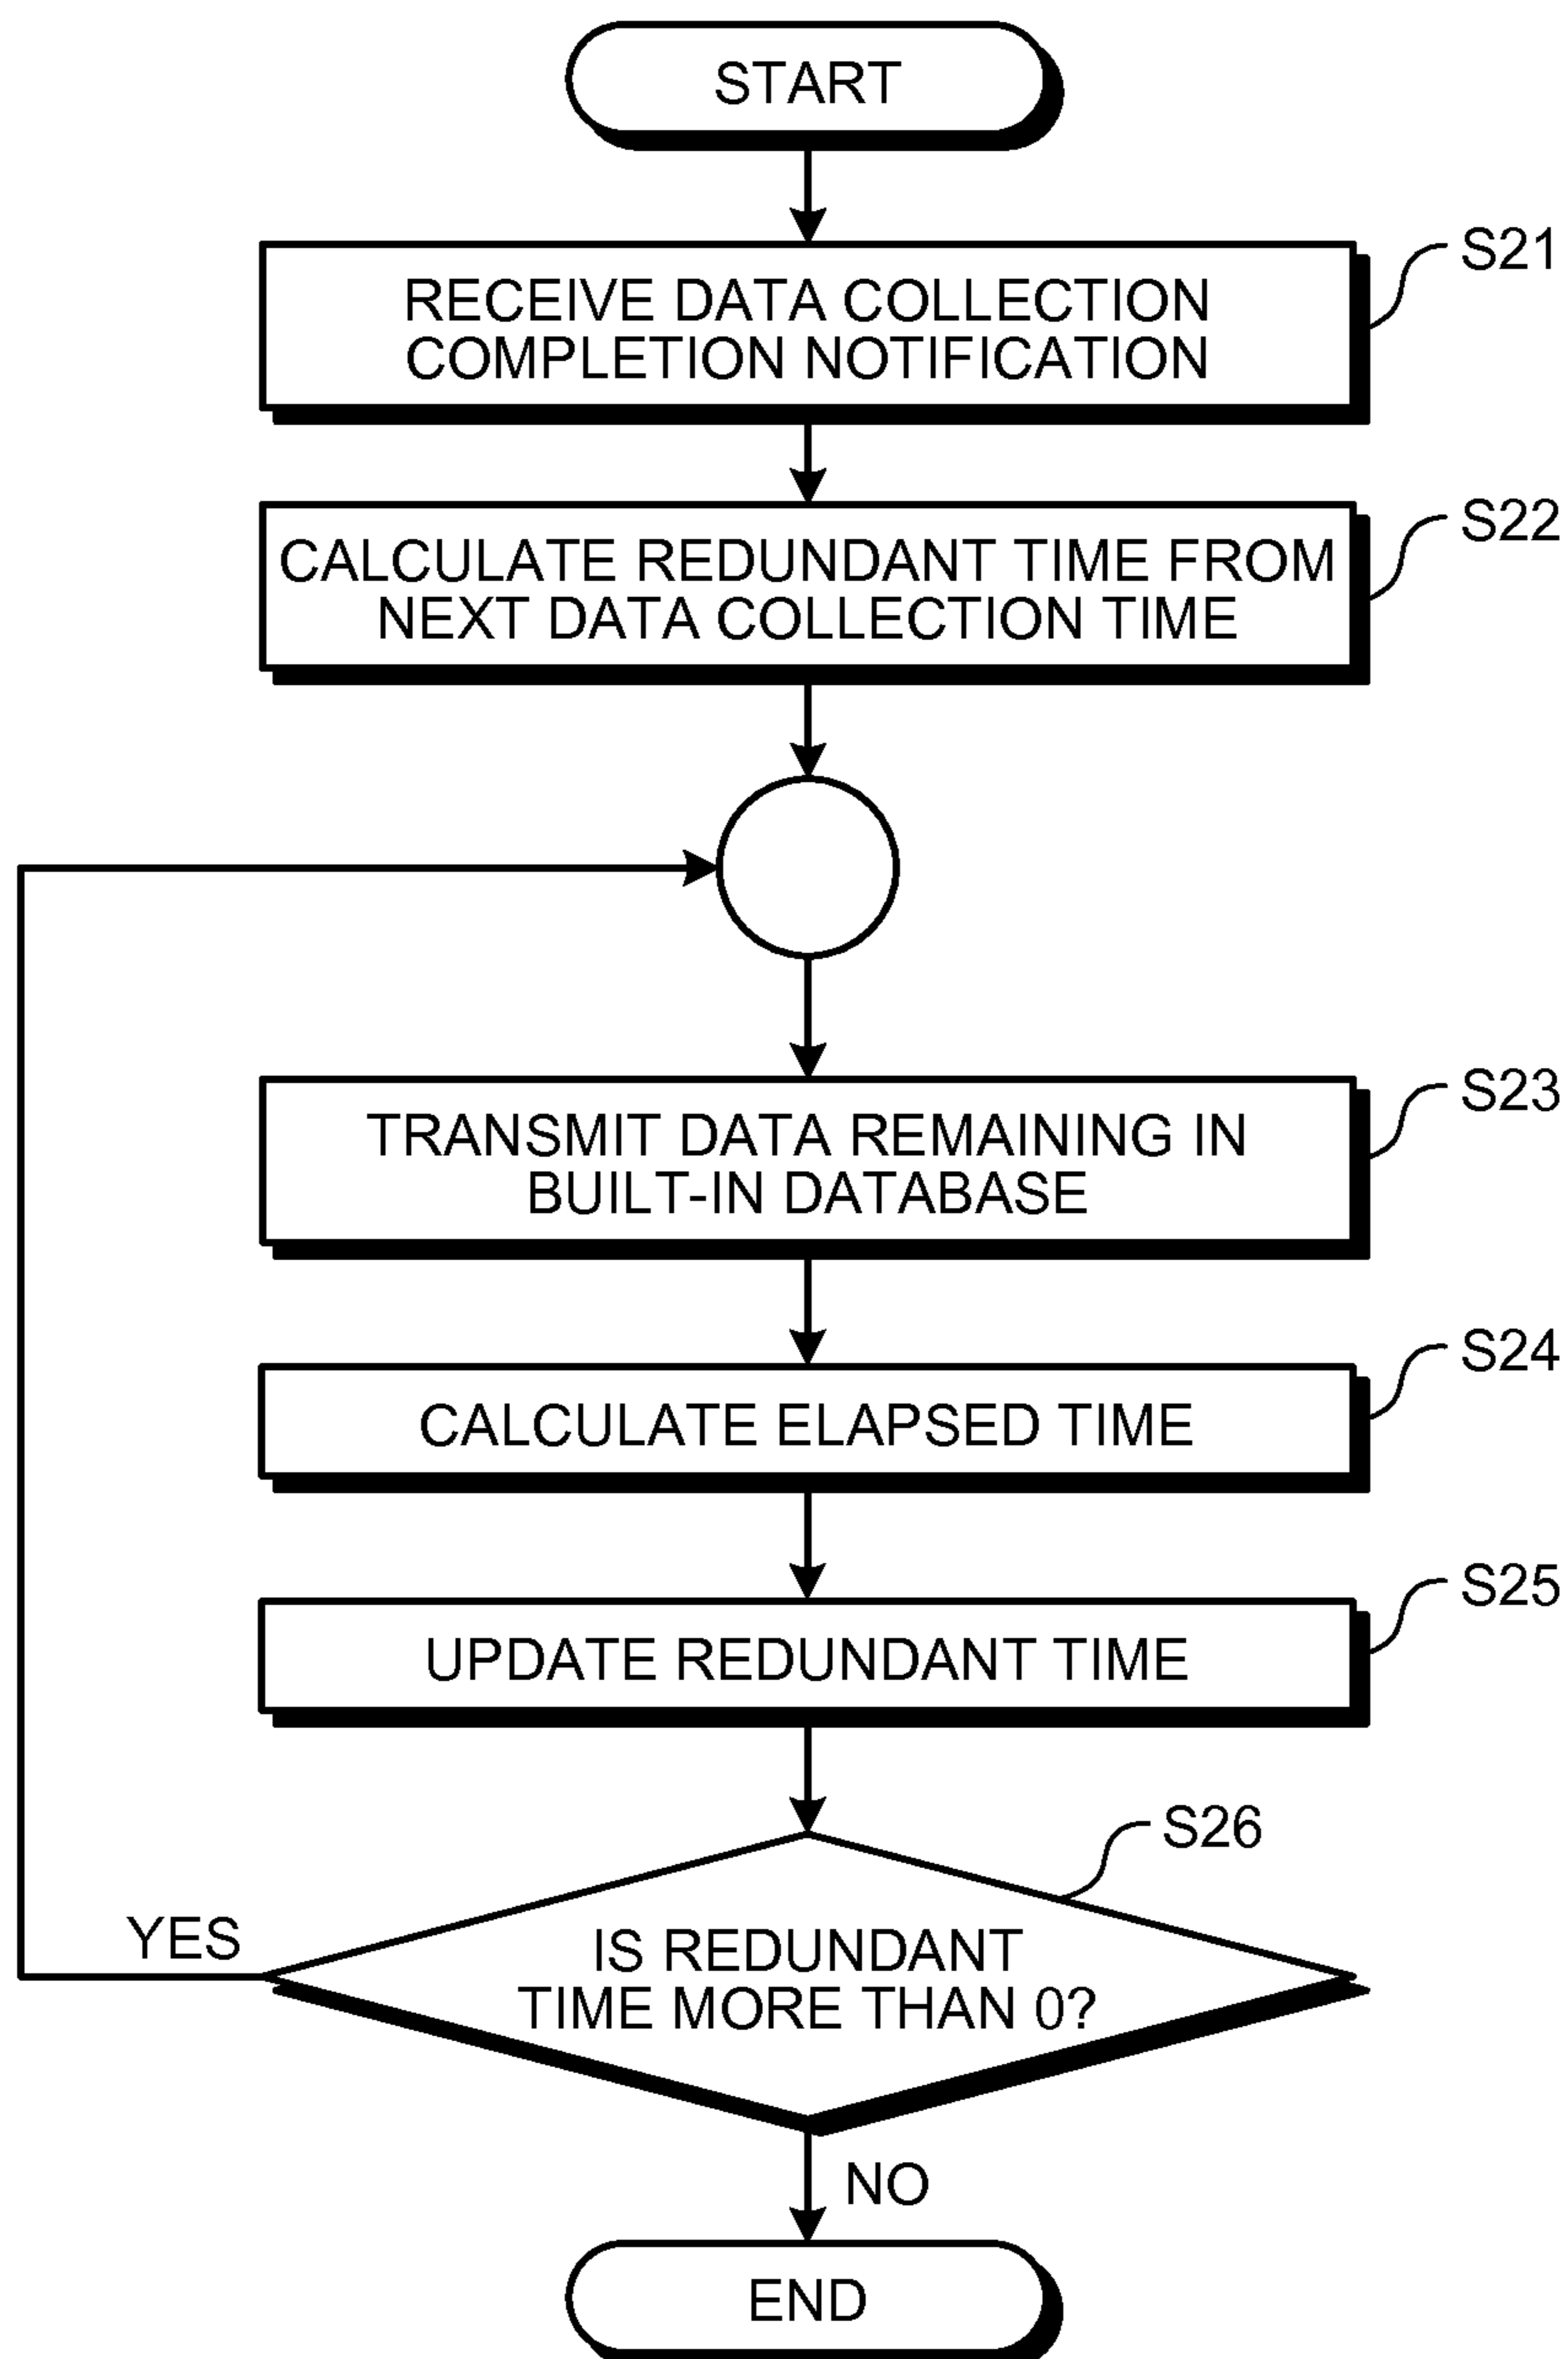 START
S21
RECEIVE DATA COLLECTION
COMPLETION NOTIFICATION
S22
CALCULATE REDUNDANT TIME FROM
NEXT DATA COLLECTION TIME
S23
TRANSMIT DATA REMAINING IN
BUILT-IN DATABASE
S24
CALCULATE ELAPSED TIME
S25
UPDATE REDUNDANT TIME
S26
YES
IS REDUNDANT
TIME MORE THAN 0?
NO
END